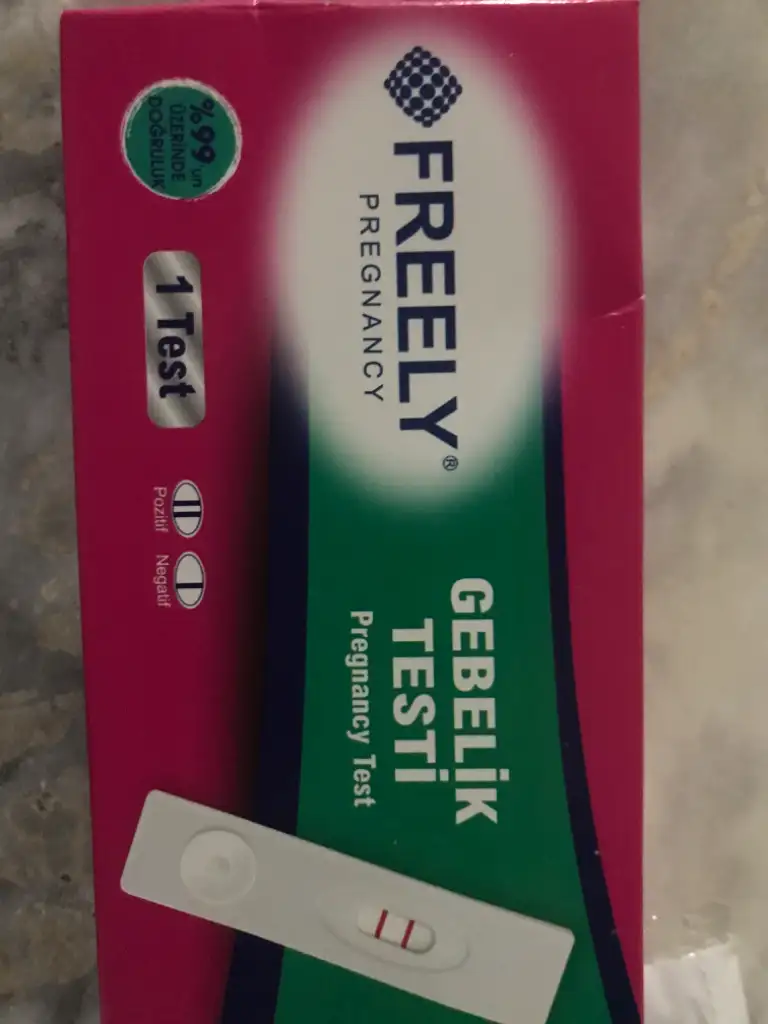 FREELY®
PREGNANCY
%99'un
ÜZERİNDE
DOĞRULUK
1 Test
Pozitif
Negatif
GEBELİK
TESTİ
Pregnancy Test